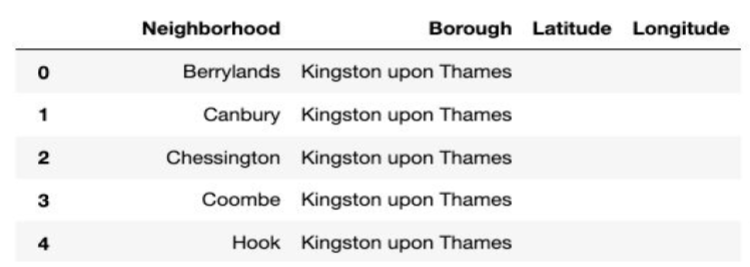 Neighborhood Borough Latitude Longitude
0 Berrylands Kingston upon Thames
1 Canbury Kingston upon Thames
2 Chessington Kingston upon Thames
3 Coombe Kingston upon Thames
4 Hook Kingston upon Thames